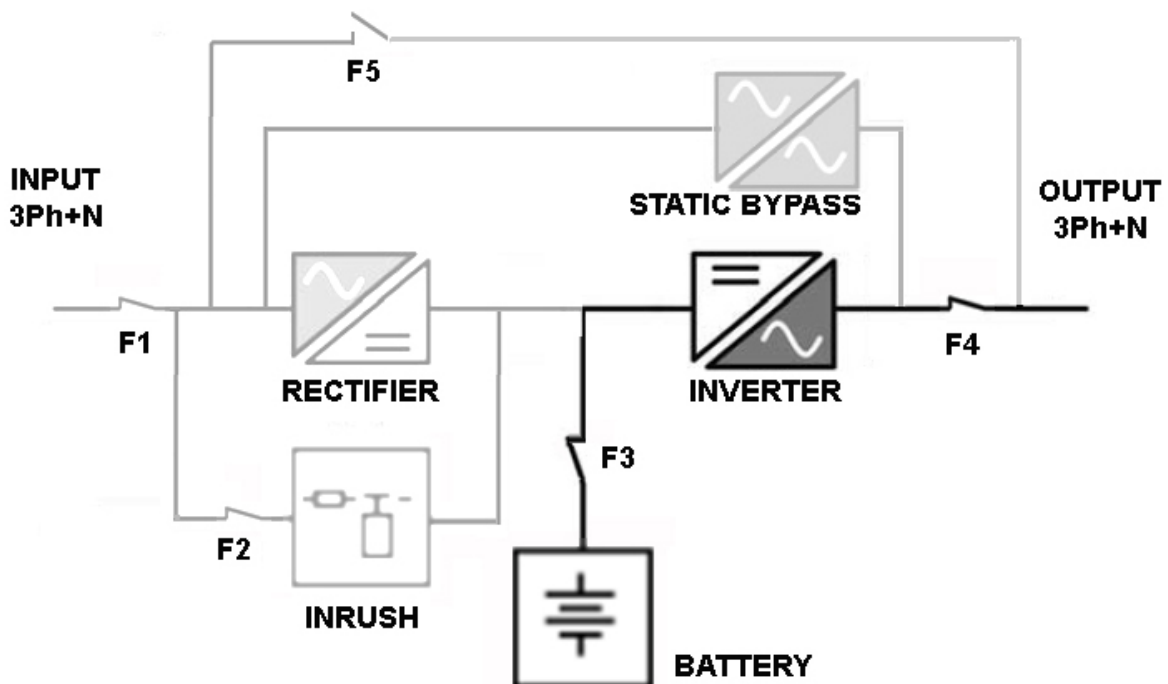 F5
INPUT
3Ph+N
STATIC BYPASS
OUTPUT
3Ph+N
F1
RECTIFIER
INVERTER
F4
F3
F2
INRUSH
BATTERY